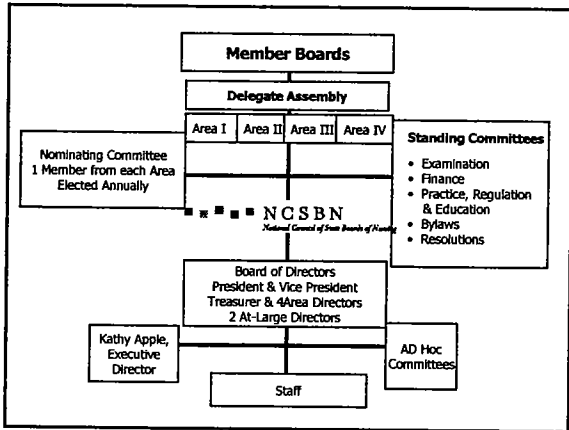 Member Boards
Delegate Assembly
Area I Area II Area III Area IV
Nominating Committee
1 Member from each Area
Elected Annually
Standing Committees
• Examination
• Finance
• Practice, Regulation
& Education
• Bylaws
• Resolutions
NCSBN
National Council of State Boards of Nursing
Board of Directors
President & Vice President
Treasurer & 4Area Directors
2 At-Large Directors
Kathy Apple,
Executive
Director
AD Hoc
Committees
Staff